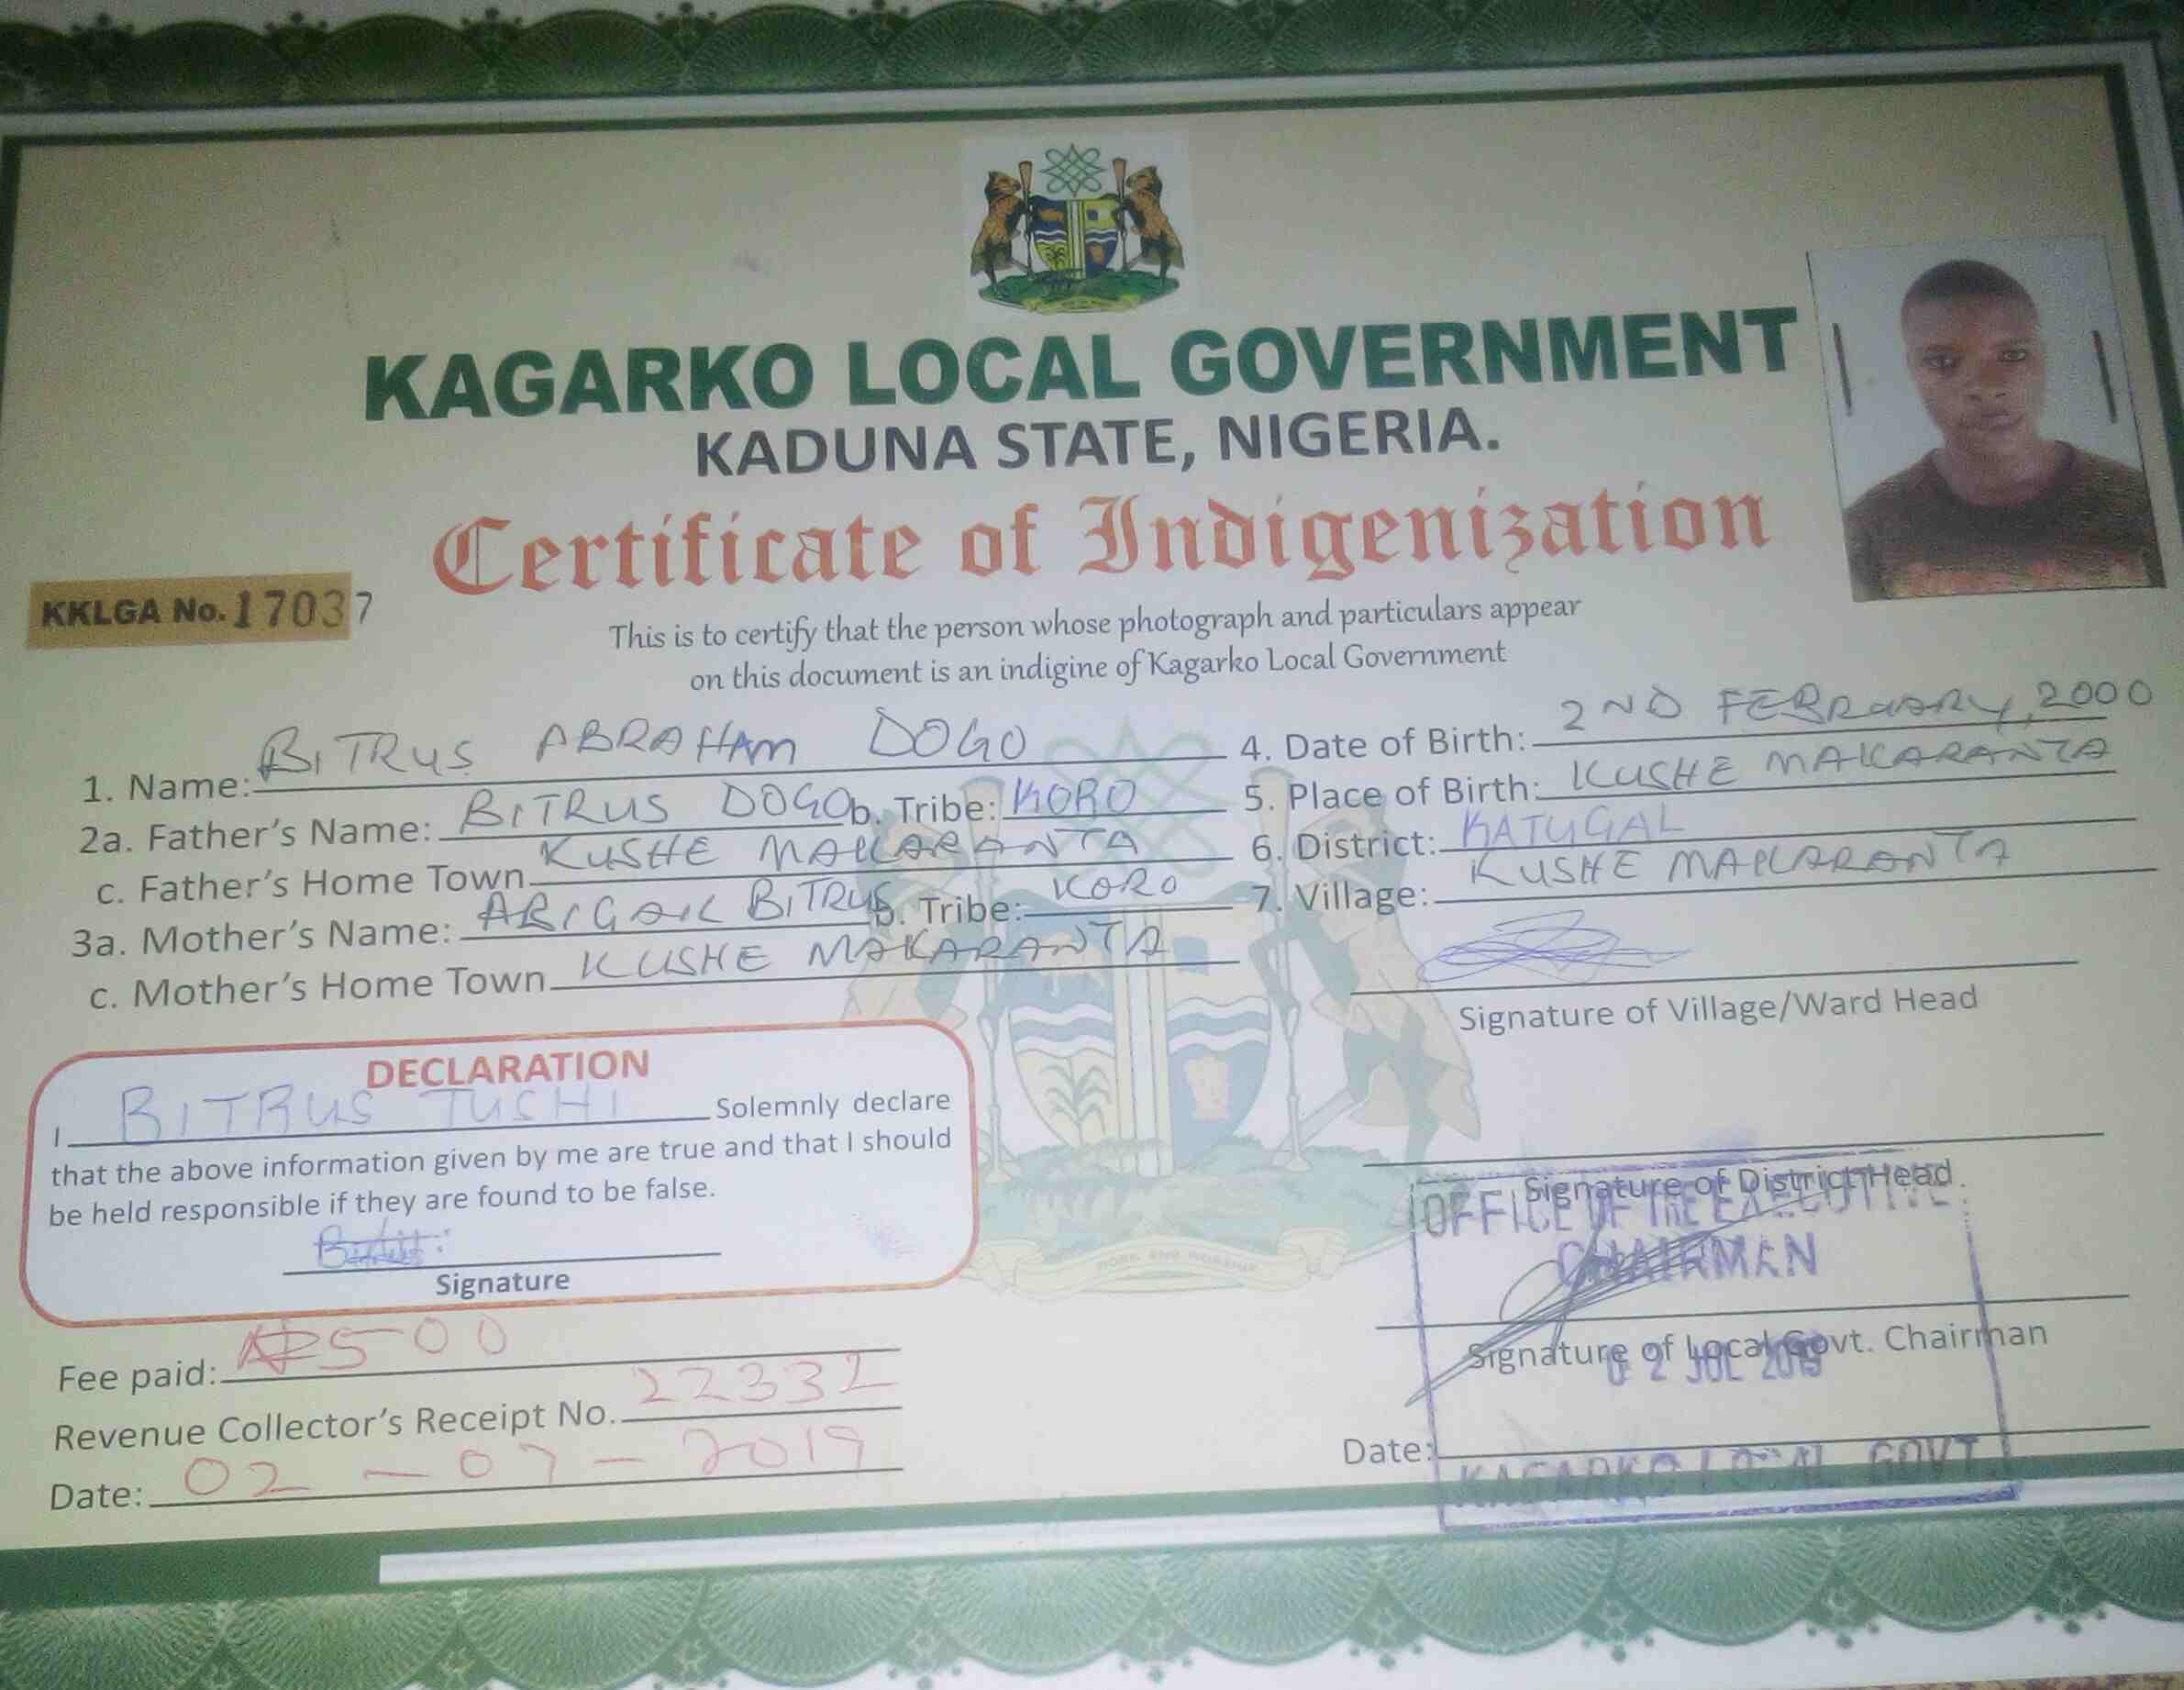 KAGARKO LOCAL GOVERNMENT
KADUNA STATE, NIGERIA.
Certificate of Indigenization
KKLGA No. 17037
This is to certify that the person whose photograph and particulars appear
on this document is an indigine of Kagarko Local Government
1. Name: BITRUS ABRAHAM DOGO
2a. Father's Name: BITRUS DOGO b. Tribe: KORO
c. Father's Home Town KUSHE MAKARANTA
3a. Mother's Name: ABIGAIL BITRUS b. Tribe: KORO
c. Mother's Home Town KUSHE MAKARANTA
4. Date of Birth: 2ND FEBRUARY, 2000
5. Place of Birth: KUSHE MAKARANTA
6. District: KATUGAL
7. Village: KUSHE MAKARANTA
Signature of Village/Ward Head
DECLARATION
I BITRUS TUSHI Solemnly declare
that the above information given by me are true and that I should
be held responsible if they are found to be false.
Signature
Fee paid: ₦500
Revenue Collector's Receipt No. 22332
Date: 02-07-2019
Signature of District Head
OFFICE OF THE EXECUTIVE
CHAIRMAN
Signature of Local Govt. Chairman
02 JUL 2019
Date:
KAGARKO LOCAL GOVT